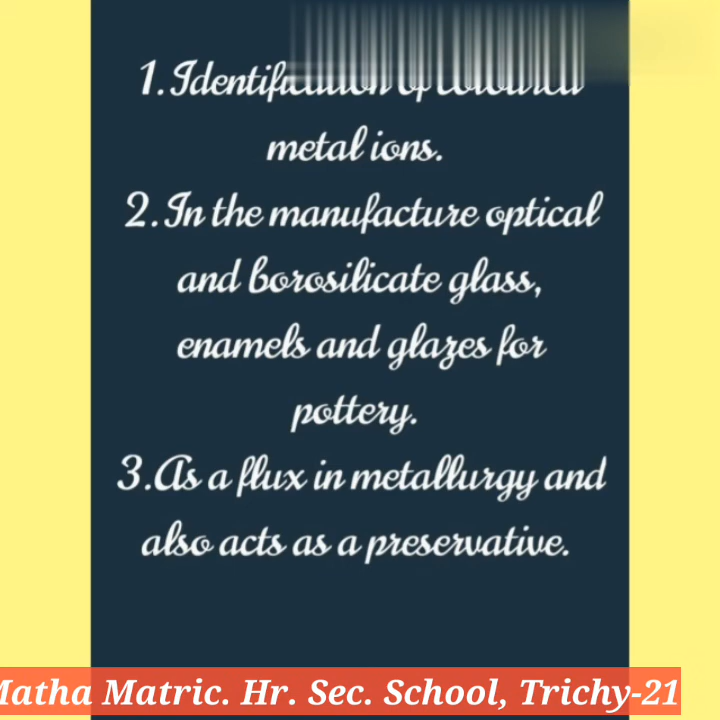 1. Identification of coloured
metal ions.
2. In the manufacture optical
and borosilicate glass,
enamels and glazes for
pottery.
3.As a flux in metallurgy and
also acts as a preservative.
Matha Matric. Hr. Sec. School, Trichy-21